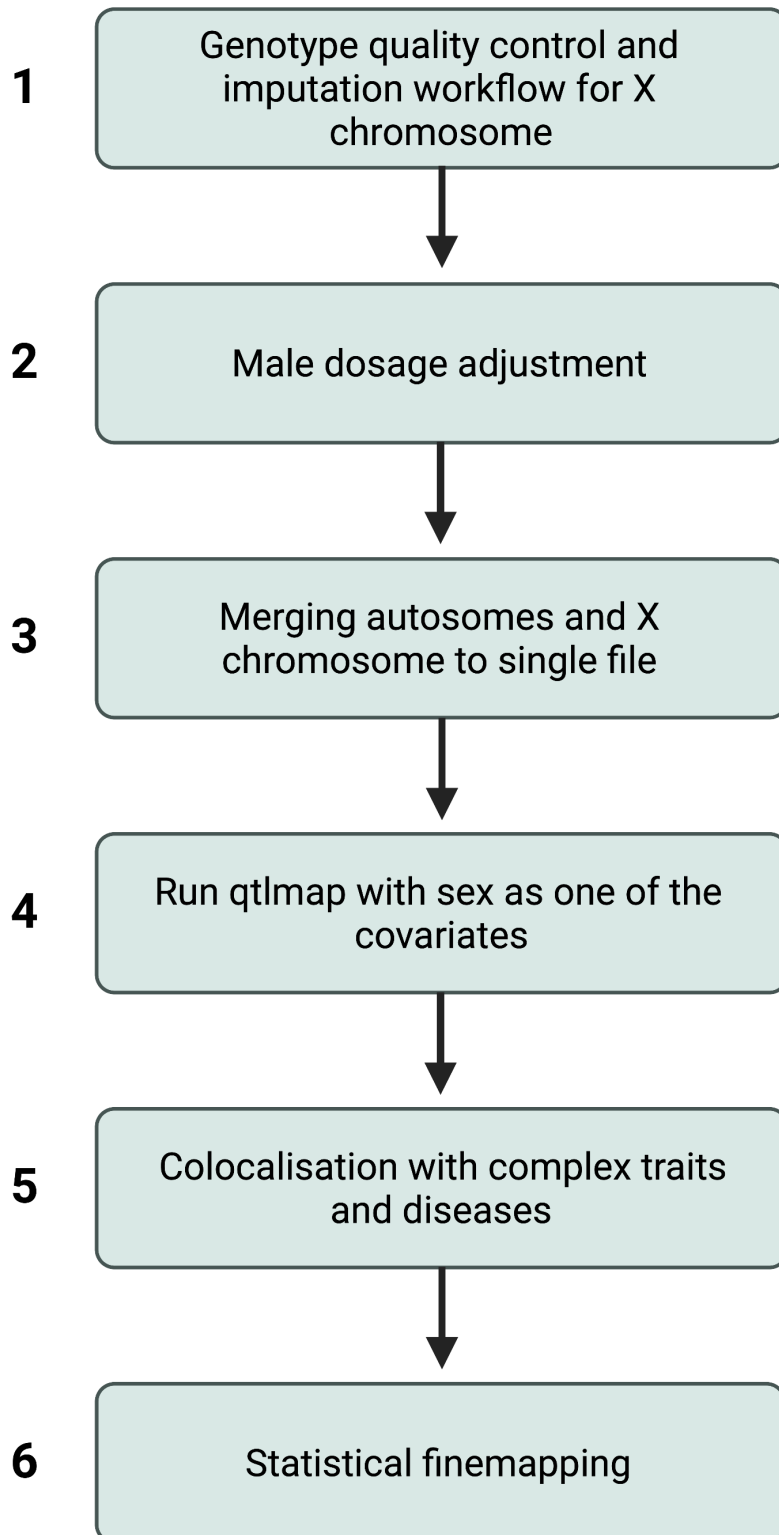 1
Genotype quality control and
imputation workflow for X
chromosome
2
Male dosage adjustment
3
Merging autosomes and X
chromosome to single file
4
Run qtlmap with sex as one of the
covariates
5
Colocalisation with complex traits
and diseases
6
Statistical finemapping